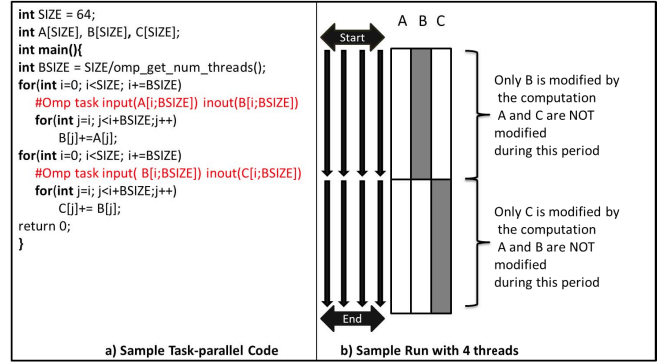 int SIZE = 64;
int A[SIZE], B[SIZE], C[SIZE];
int main(){
int BSIZE = SIZE/omp_get_num_threads();
for(int i=0; i<SIZE; i+=BSIZE)
#Omp task input(A[i;BSIZE]) inout(B[i;BSIZE])
for(int j=i; j<i+BSIZE;j++)
B[j]+=A[j];
for(int i=0; i<SIZE; i+=BSIZE)
#Omp task input( B[i;BSIZE]) inout(C[i;BSIZE])
for(int j=i; j<i+BSIZE;j++)
C[j]+= B[j];
return 0;
}
a) Sample Task-parallel Code
A B C
Start
Only B is modified by
the computation
A and C are NOT
modified
during this period
Only C is modified by
the computation
A and B are NOT
modified
during this period
End
b) Sample Run with 4 threads